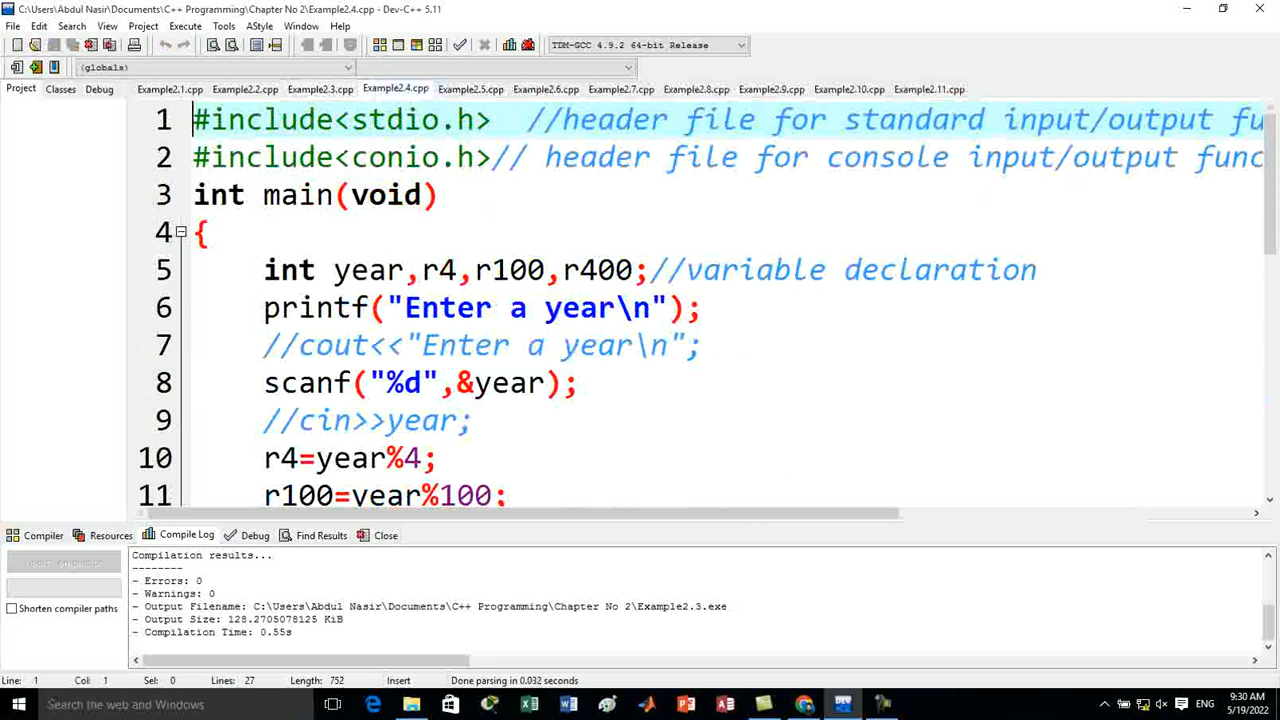 C:\Users\Abdul Nasir\Documents\C++ Programming\Chapter No 2\Example2.4.cpp - Dev-C++ 5.11
File Edit Search View Project Execute Tools AStyle Window Help
TDM-GCC 4.9.2 64-bit Release
(globals)
Project Classes Debug Example2.1.cpp Example2.2.cpp Example2.3.cpp Example2.4.cpp Example2.5.cpp Example2.6.cpp Example2.7.cpp Example2.8.cpp Example2.9.cpp Example2.10.cpp Example2.11.cpp
1 #include<stdio.h> //header file for standard input/output fu
2 #include<conio.h>// header file for console input/output func
3 int main(void)
4 {
5 int year,r4,r100,r400;//variable declaration
6 printf("Enter a year\n");
7 //cout<<"Enter a year\n";
8 scanf("%d",&year);
9 //cin>>year;
10 r4=year%4;
11 r100=year%100;
Compiler Resources Compile Log Debug Find Results Close
Compilation results...
--------
- Errors: 0
- Warnings: 0
- Output Filename: C:\Users\Abdul Nasir\Documents\C++ Programming\Chapter No 2\Example2.3.exe
- Output Size: 128.2705078125 KiB
- Compilation Time: 0.55s
Shorten compiler paths
Line: 1 Col: 1 Sel: 0 Lines: 27 Length: 752 Insert Done parsing in 0.032 seconds
Search the web and Windows
ENG
9:30 AM
5/19/2022